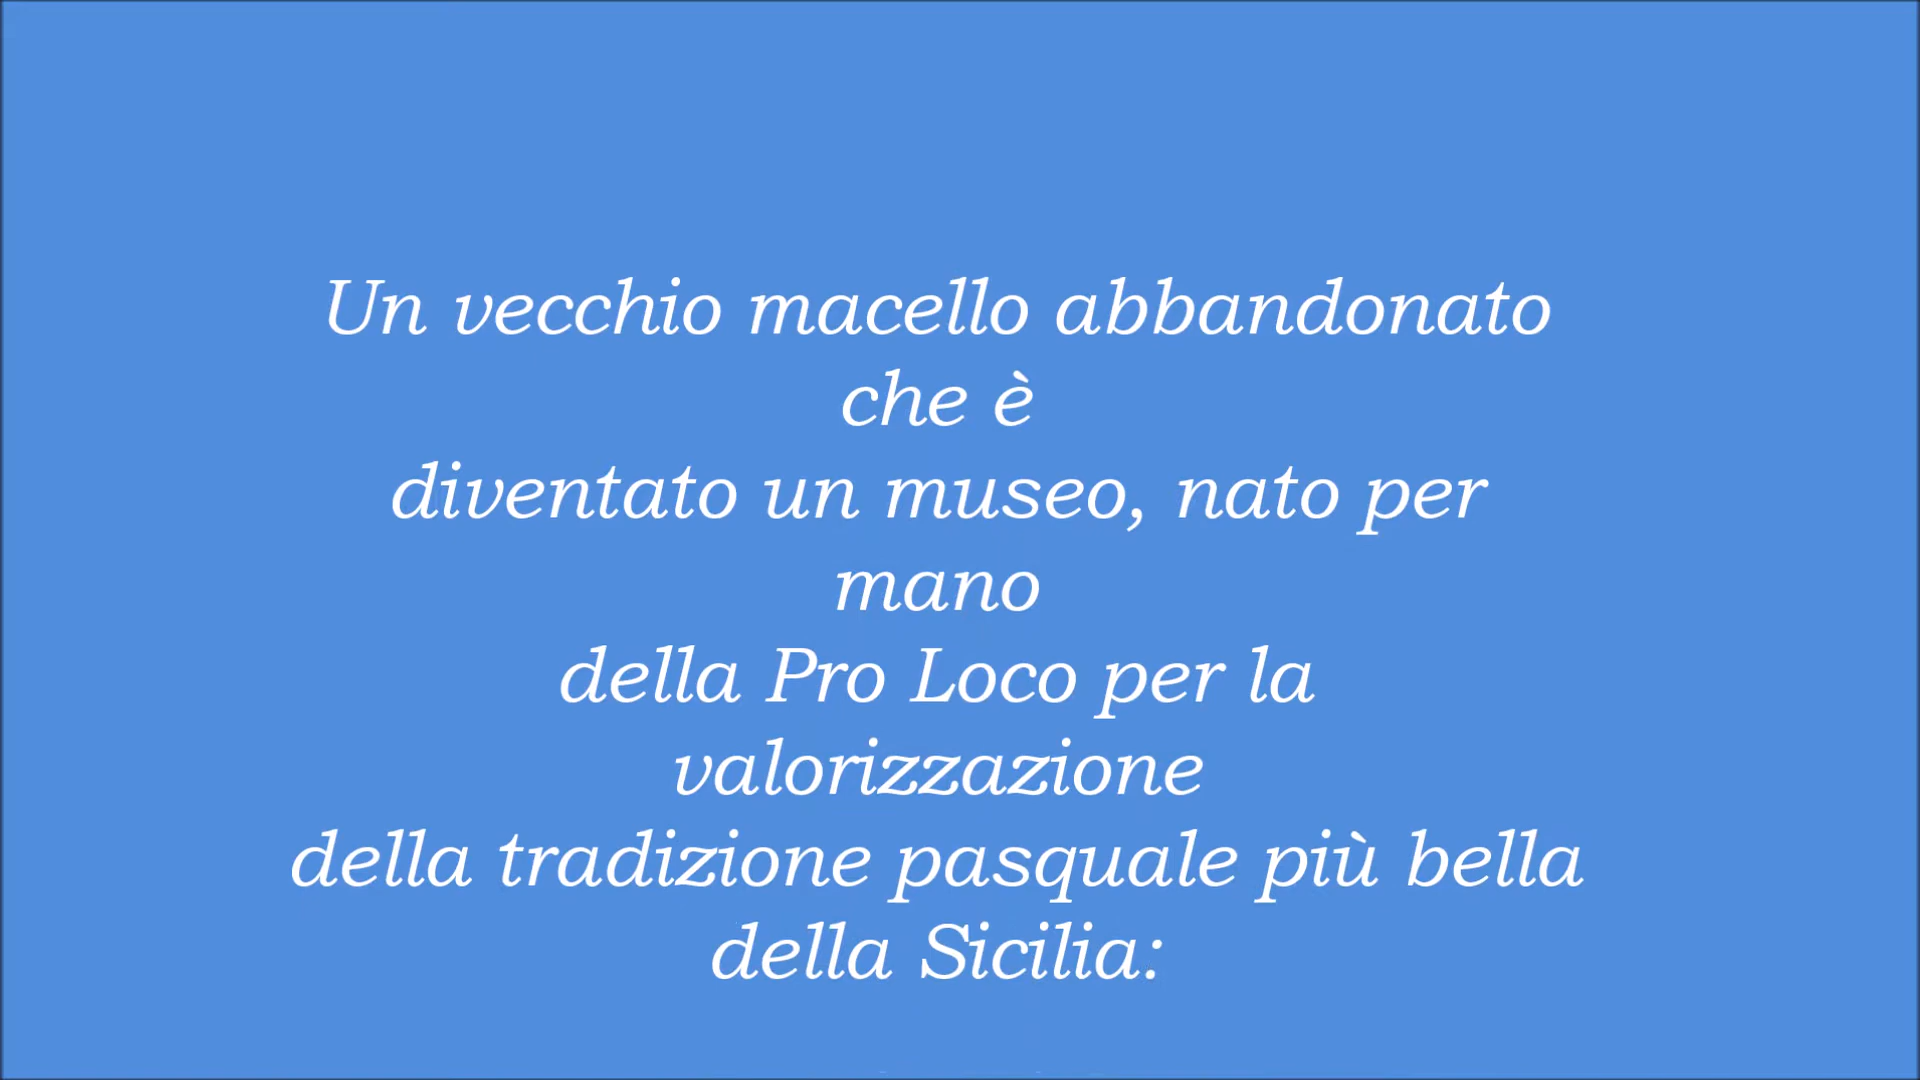 Un vecchio macello abbandonato
che è
diventato un museo, nato per
mano
della Pro Loco per la
valorizzazione
della tradizione pasquale più bella
della Sicilia: